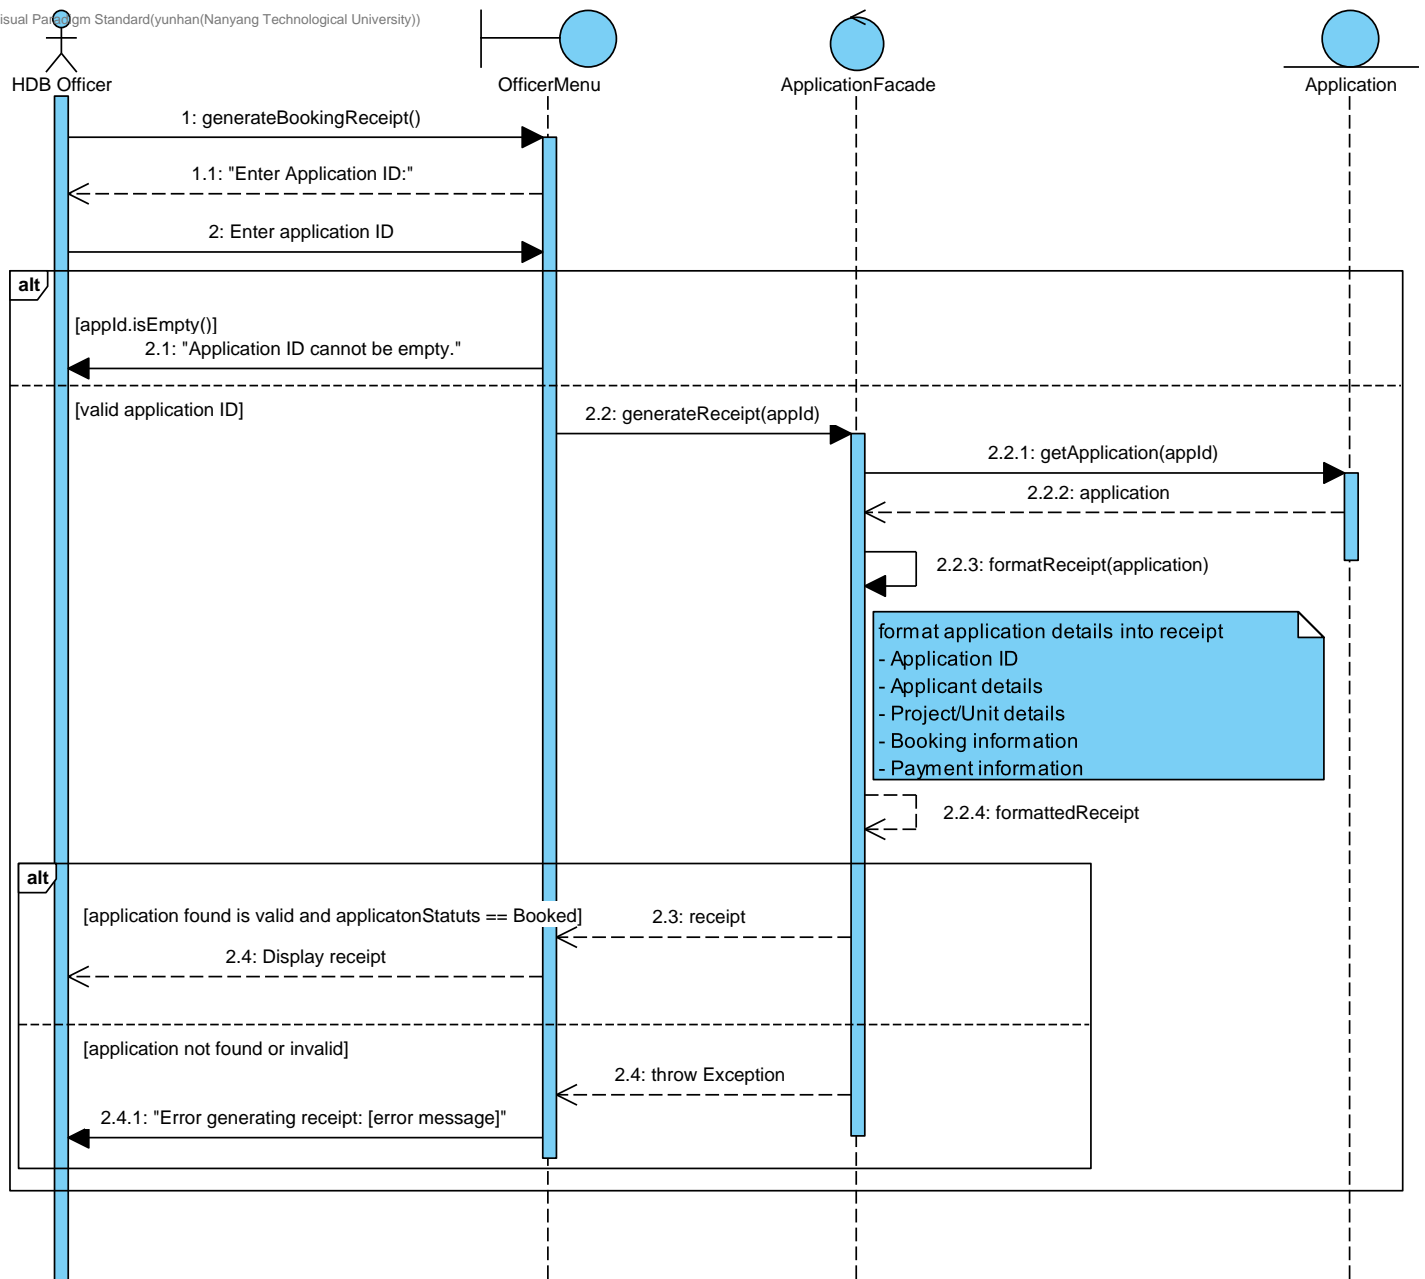 isual Paradigm Standard(yunhan(Nanyang Technological University))
HDB Officer
OfficerMenu
ApplicationFacade
Application
1: generateBookingReceipt()
1.1: "Enter Application ID:"
2: Enter application ID
alt
[appId.isEmpty()]
2.1: "Application ID cannot be empty."
[valid application ID]
2.2: generateReceipt(appId)
2.2.1: getApplication(appId)
2.2.2: application
2.2.3: formatReceipt(application)
format application details into receipt
- Application ID
- Applicant details
- Project/Unit details
- Booking information
- Payment information
2.2.4: formattedReceipt
alt
[application found is valid and applicatonStatuts == Booked]
2.3: receipt
2.4: Display receipt
[application not found or invalid]
2.4: throw Exception
2.4.1: "Error generating receipt: [error message]"